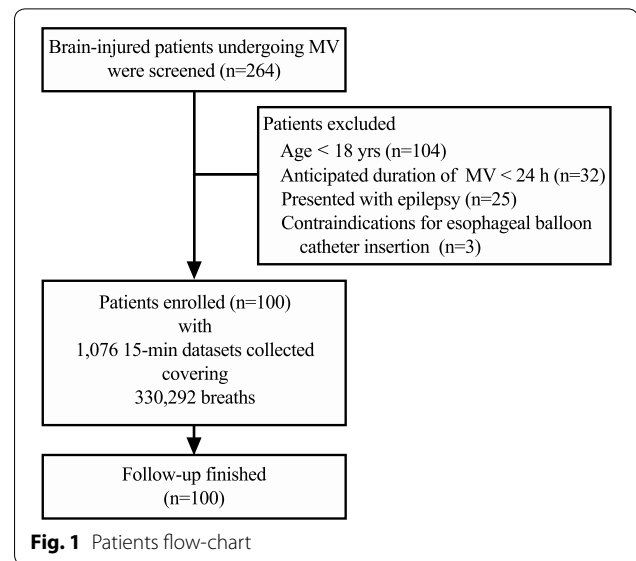 Brain-injured patients undergoing MV
were screened (n=264)
Patients excluded
Age < 18 yrs (n=104)
Anticipated duration of MV < 24 h (n=32)
Presented with epilepsy (n=25)
Contraindications for esophageal balloon
catheter insertion (n=3)
Patients enrolled (n=100)
with
1,076 15-min datasets collected
covering
330,292 breaths
Follow-up finished
(n=100)
Fig. 1 Patients flow-chart